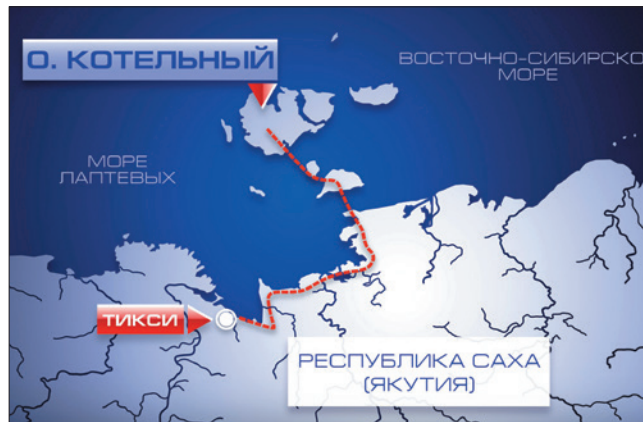 О. КОТЕЛЬНЫЙ
ВОСТОЧНО-СИБИРСКО
МОРЕ
МОРЕ
ЛАПТЕВЫХ
ТИКСИ
РЕСПУБЛИКА САХА
(ЯКУТИЯ)